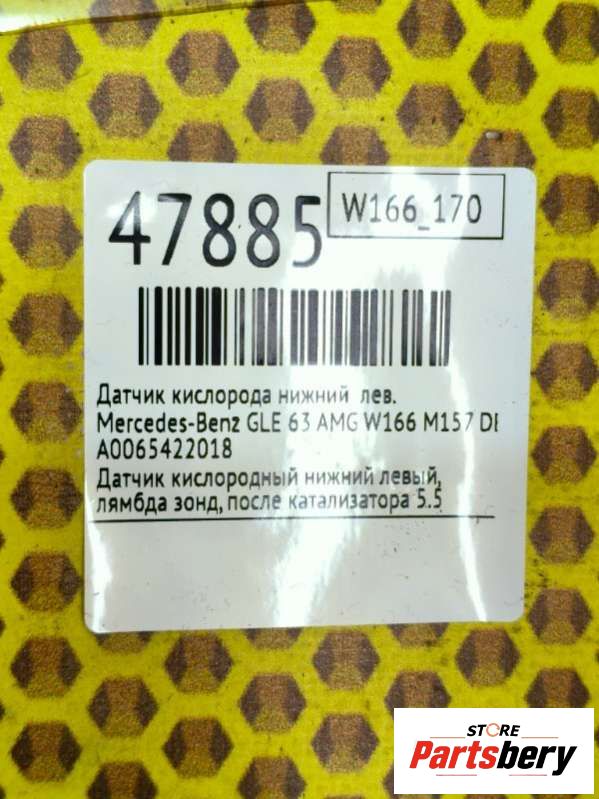 47885
W166_170
Датчик кислорода нижний лев.
Mercedes-Benz GLE 63 AMG W166 M157 DE
A0065422018
Датчик кислородный нижний левый,
лямбда зонд, после катализатора 5.5
STORE
Partsbery